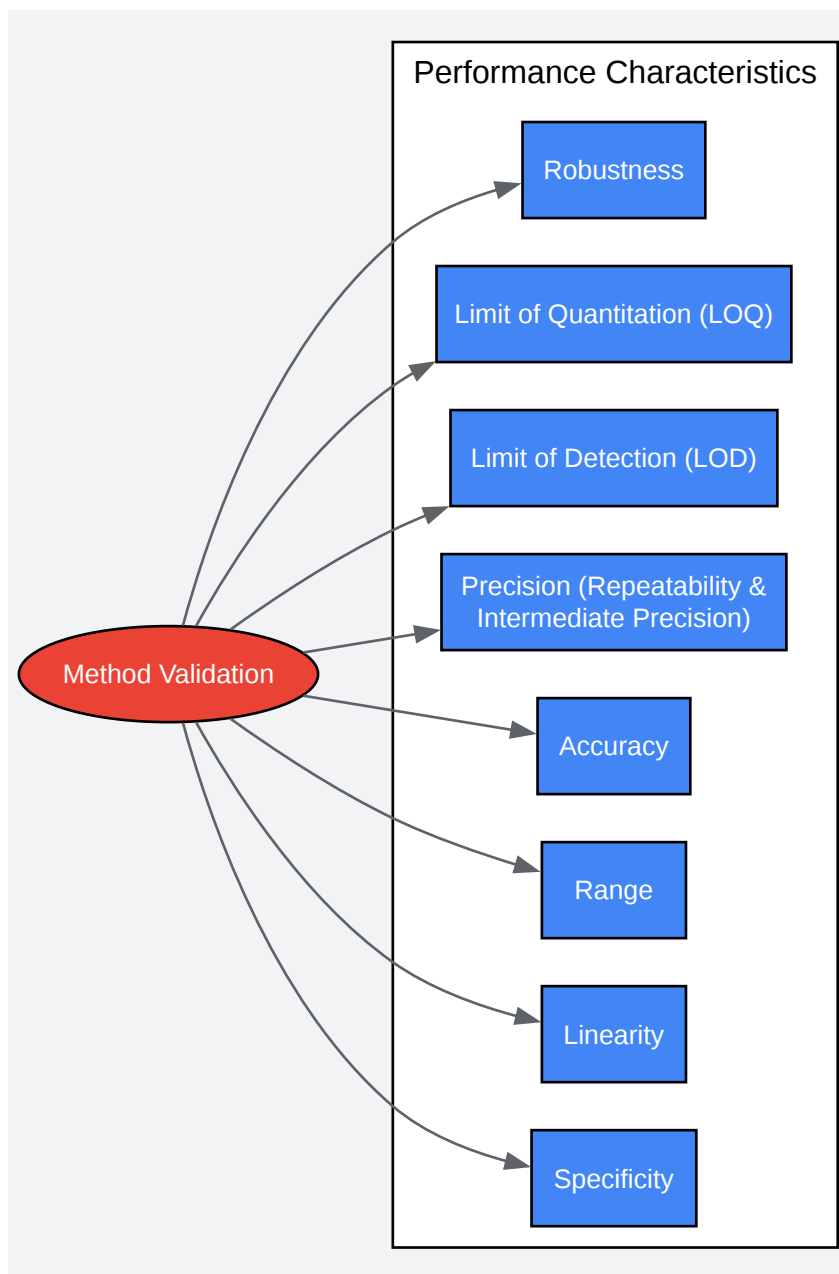 Performance Characteristics
Robustness
Limit of Quantitation (LOQ)
Limit of Detection (LOD)
Precision (Repeatability &
Intermediate Precision)
Method Validation
Accuracy
Range
Linearity
Specificity